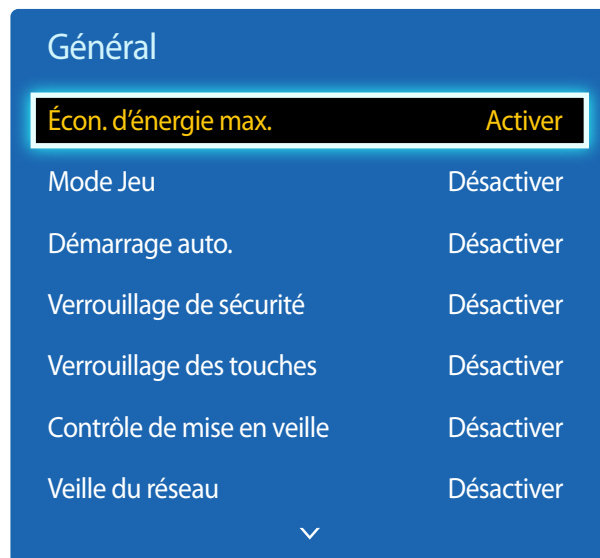 Général
Écon. d'énergie max. Activer
Mode Jeu Désactiver
Démarrage auto. Désactiver
Verrouillage de sécurité Désactiver
Verrouillage des touches Désactiver
Contrôle de mise en veille Désactiver
Veille du réseau Désactiver